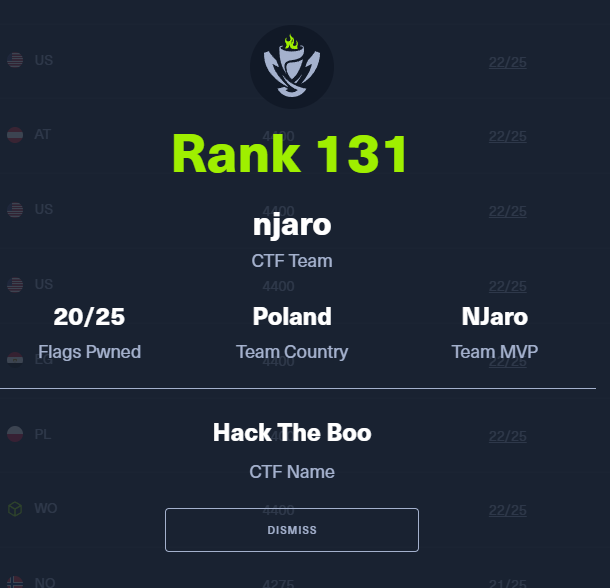 US 22/25
AT 4400 22/25
Rank 131
US 4400 22/25
njaro
CTF Team
US 4400 22/25
20/25 Poland NJaro
Flags Pwned Team Country Team MVP
EG 4400 22/25
PL 22/25
Hack The Boo
CTF Name
WO 4400 22/25
DISMISS
NO 4275 21/25